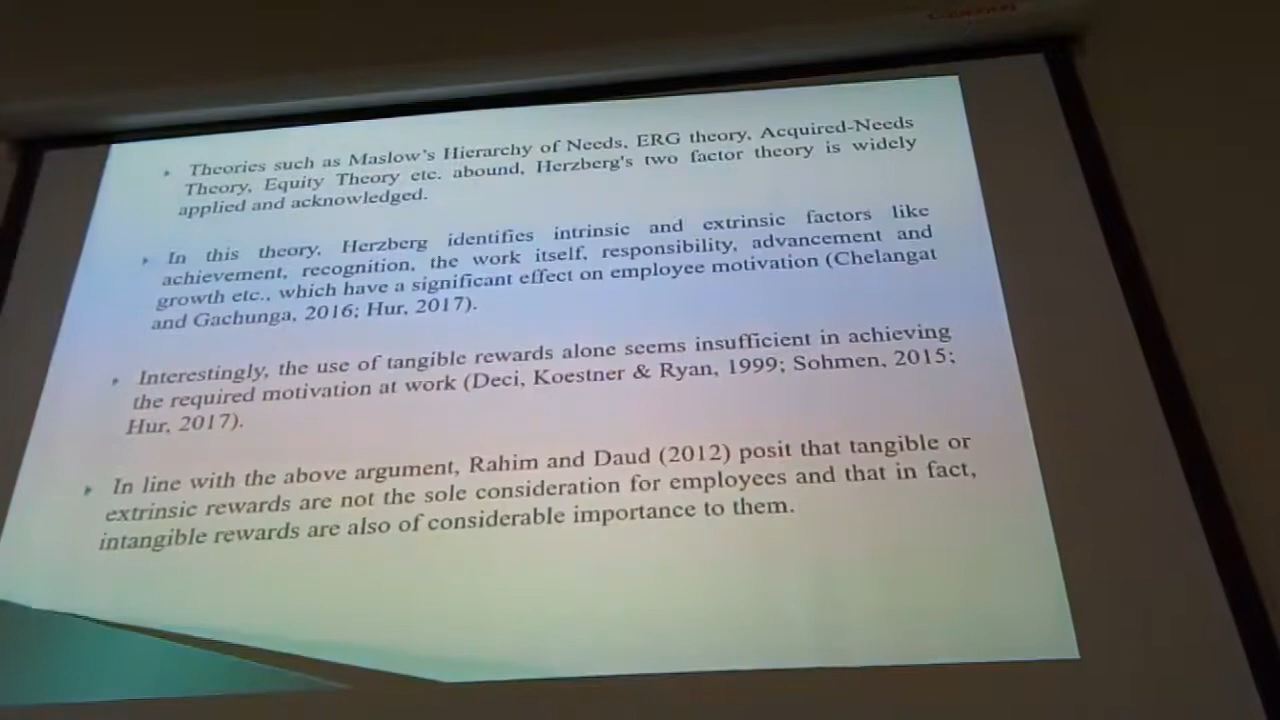 Theories such as Maslow's Hierarchy of Needs, ERG theory, Acquired-Needs
Theory, Equity Theory etc. abound, Herzberg's two factor theory is widely
applied and acknowledged.
In this theory, Herzberg identifies intrinsic and extrinsic factors like
achievement, recognition, the work itself, responsibility, advancement and
growth etc., which have a significant effect on employee motivation (Chelangat
and Gachunga, 2016; Hur, 2017).
Interestingly, the use of tangible rewards alone seems insufficient in achieving
the required motivation at work (Deci, Koestner & Ryan, 1999; Sohmen, 2015;
Hur, 2017).
In line with the above argument, Rahim and Daud (2012) posit that tangible or
extrinsic rewards are not the sole consideration for employees and that in fact,
intangible rewards are also of considerable importance to them.